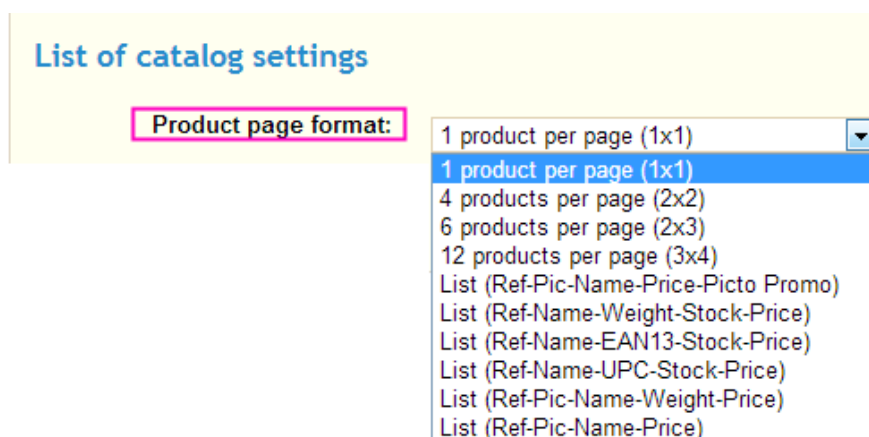 List of catalog settings
Product page format:
1 product per page (1x1)
1 product per page (1x1)
4 products per page (2x2)
6 products per page (2x3)
12 products per page (3x4)
List (Ref-Pic-Name-Price-Picto Promo)
List (Ref-Name-Weight-Stock-Price)
List (Ref-Name-EAN13-Stock-Price)
List (Ref-Name-UPC-Stock-Price)
List (Ref-Pic-Name-Weight-Price)
List (Ref-Pic-Name-Price)